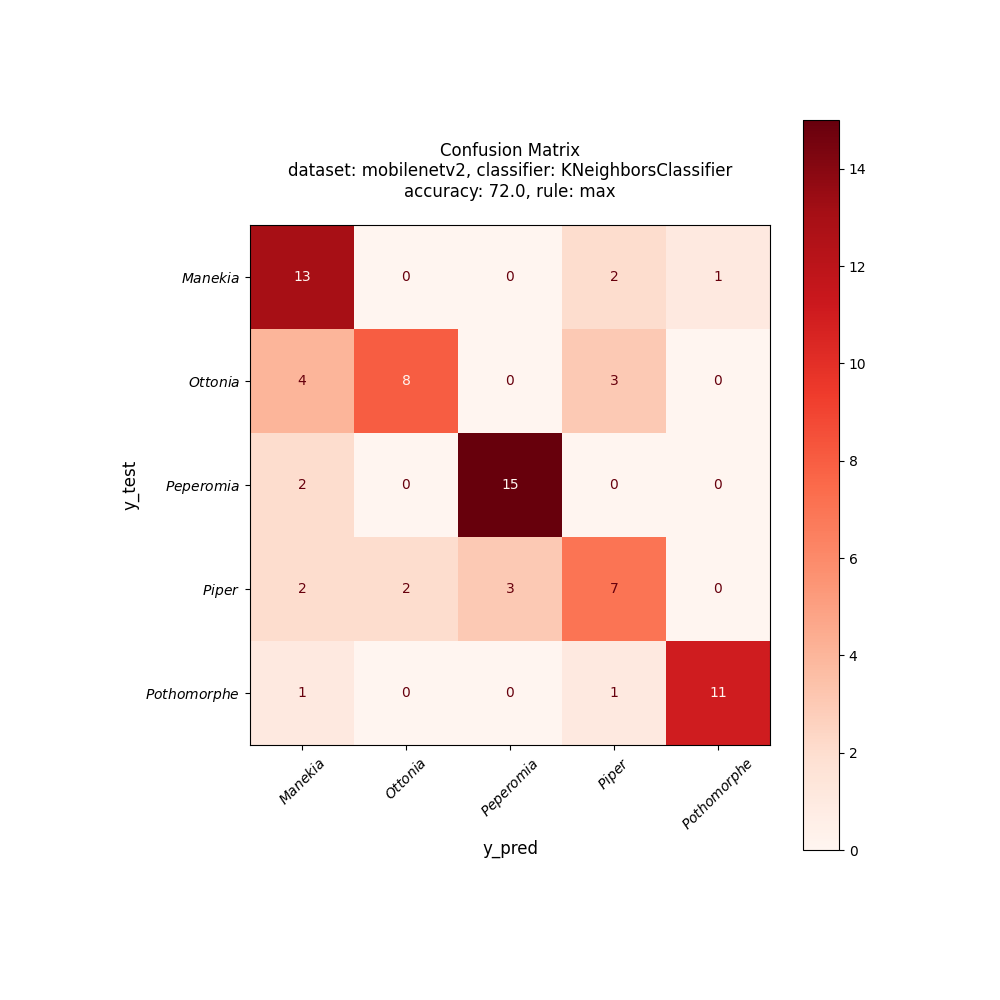 Confusion Matrix
dataset: mobilenetv2, classifier: KNeighborsClassifier
accuracy: 72.0, rule: max
Manekia 13 0 0 2 1
Ottonia 4 8 0 3 0
Peperomia 2 0 15 0 0
Piper 2 2 3 7 0
Pothomorphe 1 0 0 1 11
y_test
Manekia Ottonia Peperomia Piper Pothomorphe
y_pred
14
12
10
8
6
4
2
0